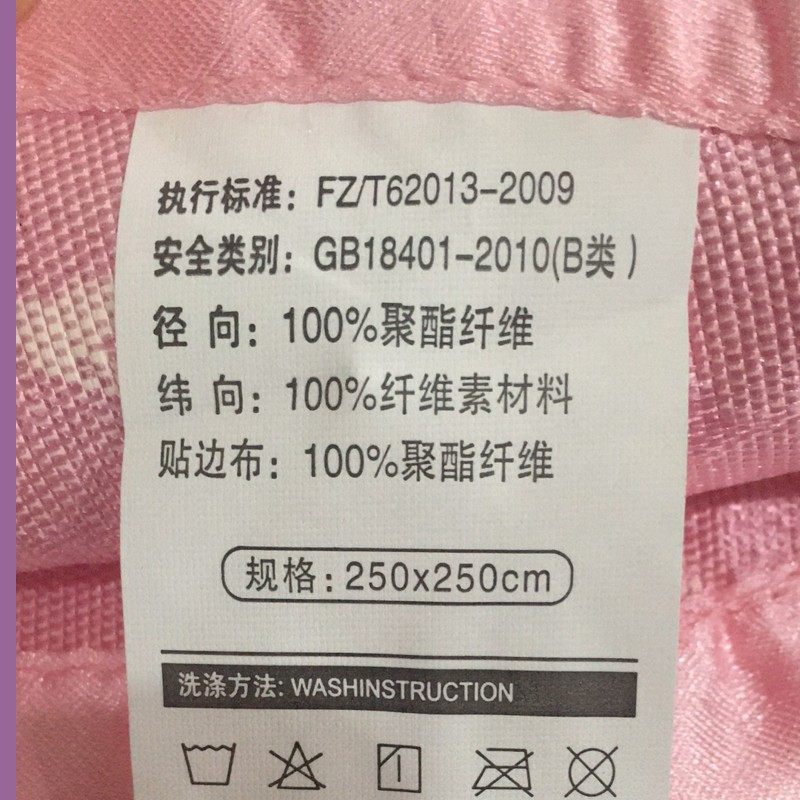 执行标准：FZ/T62013-2009
安全类别：GB18401-2010(B类）
径 向：100%聚酯纤维
纬 向：100%纤维素材料
贴边布：100%聚酯纤维
规格：250x250cm
洗涤方法: WASHINSTRUCTION